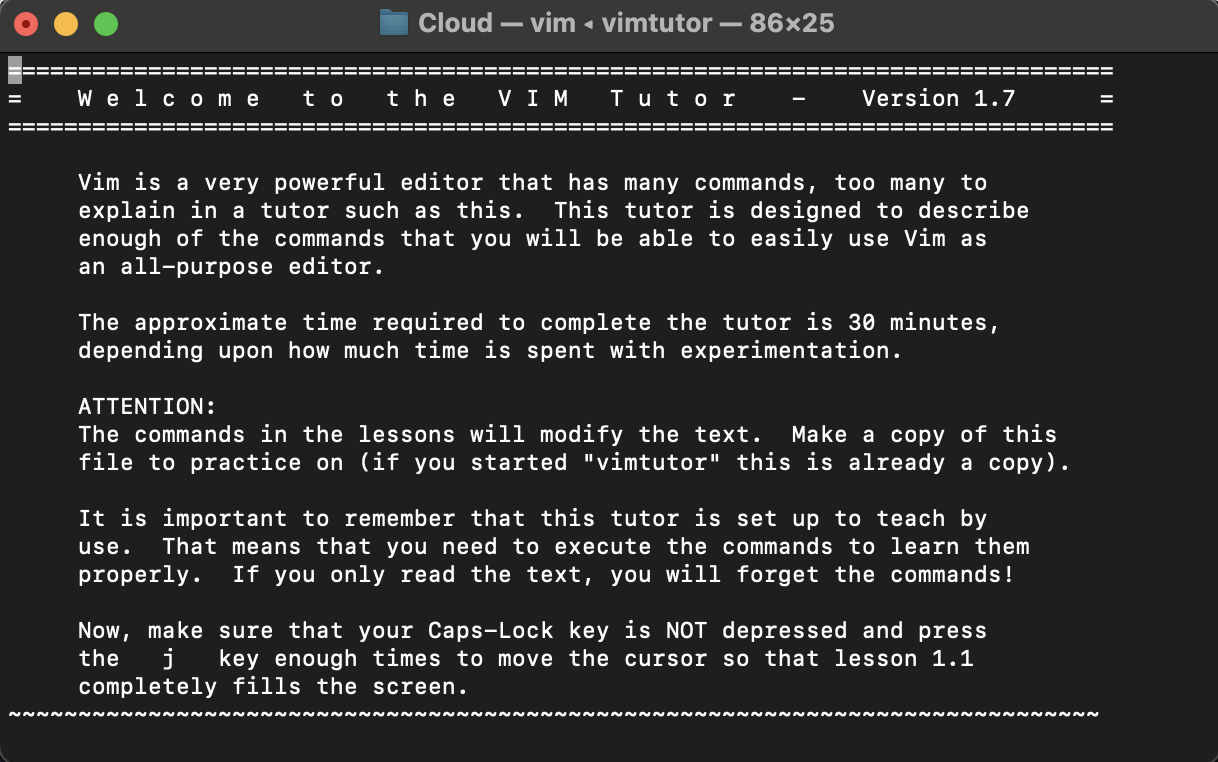 Cloud — vim ◂ vimtutor — 86×25
===============================================================================
=    W e l c o m e   t o   t h e   V I M   T u t o r    -    Version 1.7      =
===============================================================================

     Vim is a very powerful editor that has many commands, too many to
     explain in a tutor such as this.  This tutor is designed to describe
     enough of the commands that you will be able to easily use Vim as
     an all-purpose editor.

     The approximate time required to complete the tutor is 30 minutes,
     depending upon how much time is spent with experimentation.

     ATTENTION:
     The commands in the lessons will modify the text.  Make a copy of this
     file to practice on (if you started "vimtutor" this is already a copy).

     It is important to remember that this tutor is set up to teach by
     use.  That means that you need to execute the commands to learn them
     properly.  If you only read the text, you will forget the commands!

     Now, make sure that your Caps-Lock key is NOT depressed and press
     the   j   key enough times to move the cursor so that lesson 1.1
     completely fills the screen.
~~~~~~~~~~~~~~~~~~~~~~~~~~~~~~~~~~~~~~~~~~~~~~~~~~~~~~~~~~~~~~~~~~~~~~~~~~~~~~